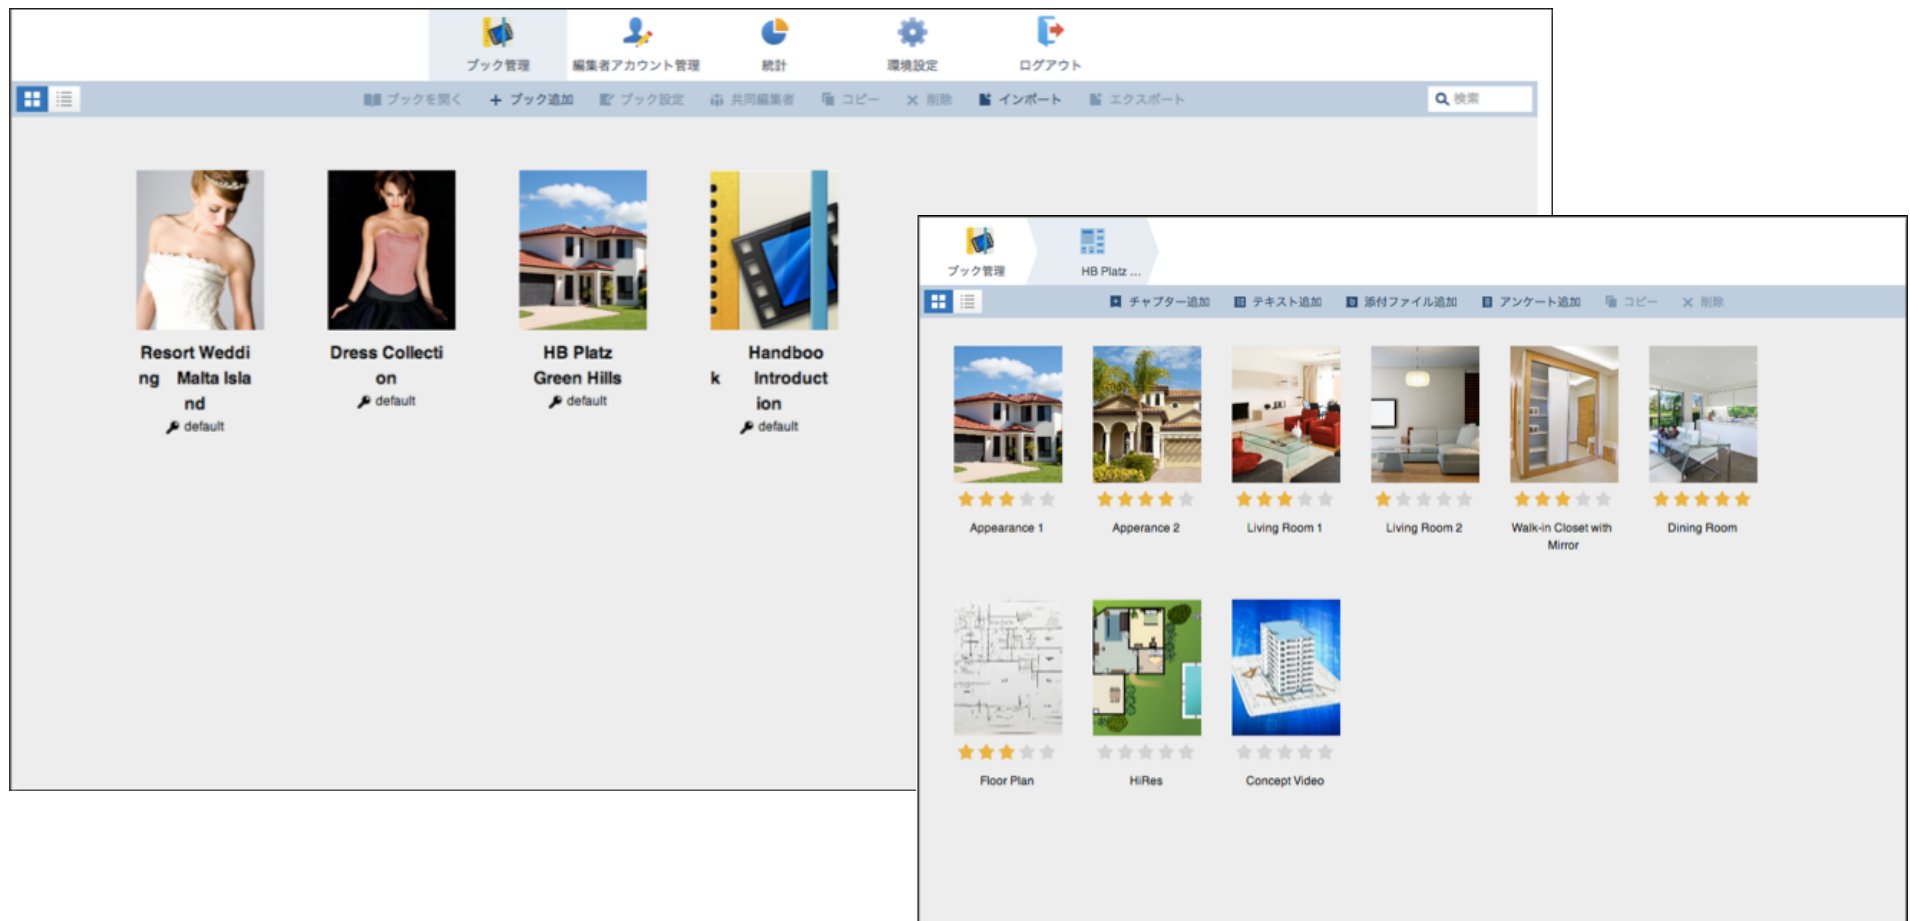 ブック管理
編集者アカウント管理
統計
環境設定
ログアウト
ブックを開く
ブック追加
ブック設定
共同編集者
コピー
削除
インポート
エクスポート
検索
Resort Weddi
ng Malta Isla
nd
default
Dress Collecti
on
default
HB Platz
Green Hills
default
Handboo
k Introduct
ion
default
ブック管理
HB Platz ...
チャプター追加
テキスト追加
添付ファイル追加
アンケート追加
コピー
削除
Appearance 1
Apperance 2
Living Room 1
Living Room 2
Walk-in Closet with
Mirror
Dining Room
Floor Plan
HiRes
Concept Video